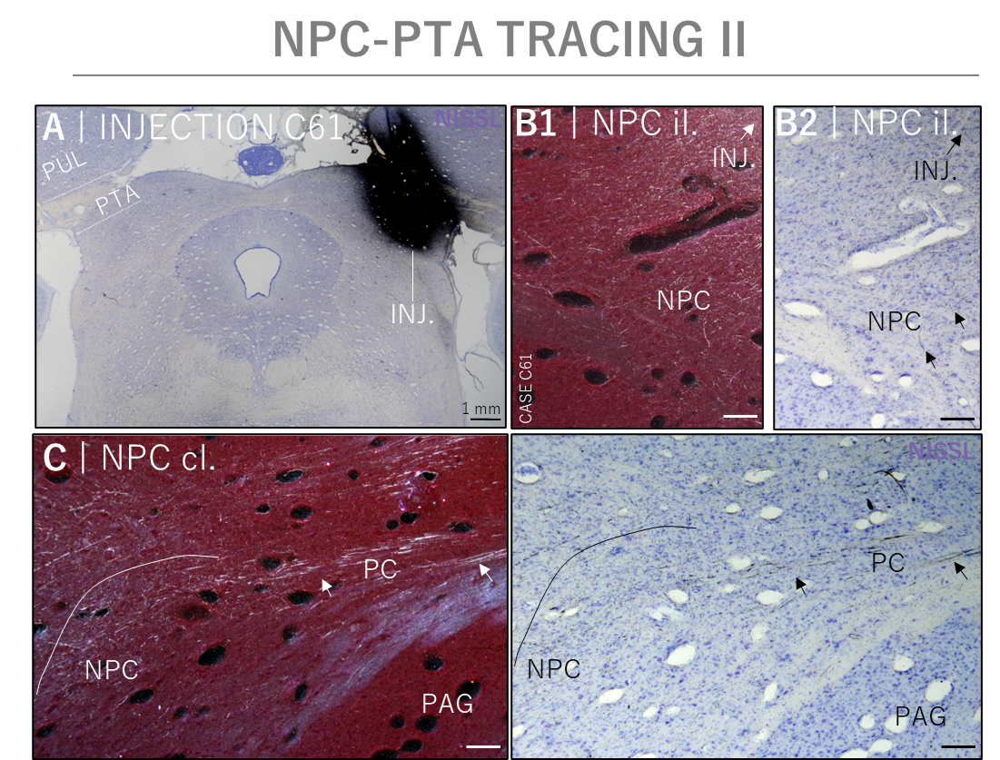 NPC-PTA TRACING II
A | INJECTION C61
NISSL
PUL
PTA
INJ.
1 mm
B1 | NPC il.
INJ.
NPC
CASE C61
B2 | NPC il.
INJ.
NPC
C | NPC cl.
PC
NPC
PAG
NISSL
PC
NPC
PAG